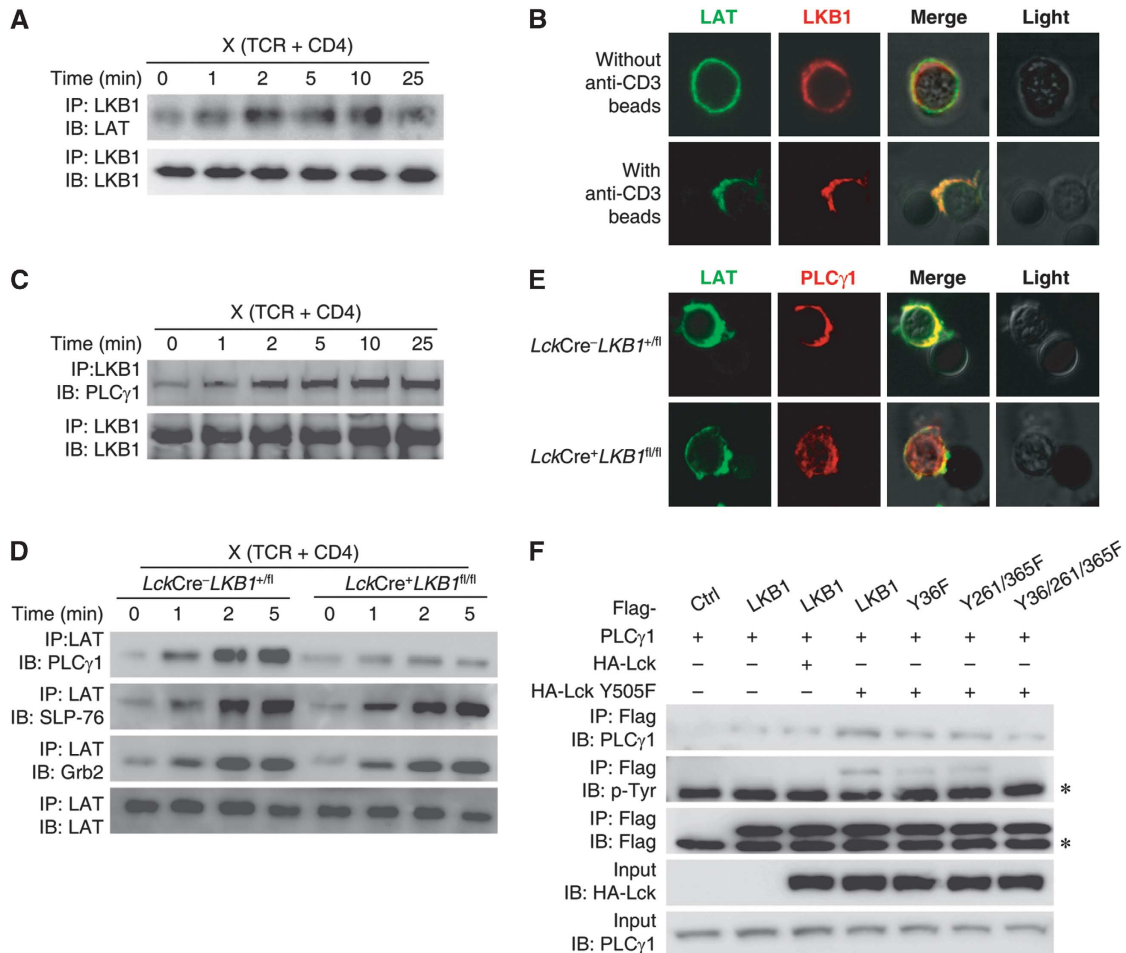 A
X (TCR + CD4)
Time (min) 0 1 2 5 10 25
IP: LKB1
IB: LAT
IP: LKB1
IB: LKB1
B
LAT LKB1 Merge Light
Without
anti-CD3
beads
With
anti-CD3
beads
C
X (TCR + CD4)
Time (min) 0 1 2 5 10 25
IP:LKB1
IB: PLCγ1
IP: LKB1
IB: LKB1
E
LAT PLCγ1 Merge Light
LckCre⁻LKB1⁺/ᶠˡ
LckCre⁺LKB1ᶠˡ/ᶠˡ
D
X (TCR + CD4)
LckCre⁻LKB1⁺/ᶠˡ LckCre⁺LKB1ᶠˡ/ᶠˡ
Time (min) 0 1 2 5 0 1 2 5
IP:LAT
IB: PLCγ1
IP: LAT
IB: SLP-76
IP: LAT
IB: Grb2
IP: LAT
IB: LAT
F
Flag- Ctrl LKB1 LKB1 LKB1 Y36F Y261/365F Y36/261/365F
PLCγ1 + + + + + + +
HA-Lck – – + – – – –
HA-Lck Y505F – – – + + + +
IP: Flag
IB: PLCγ1
IP: Flag
IB: p-Tyr *
IP: Flag
IB: Flag *
Input
IB: HA-Lck
Input
IB: PLCγ1